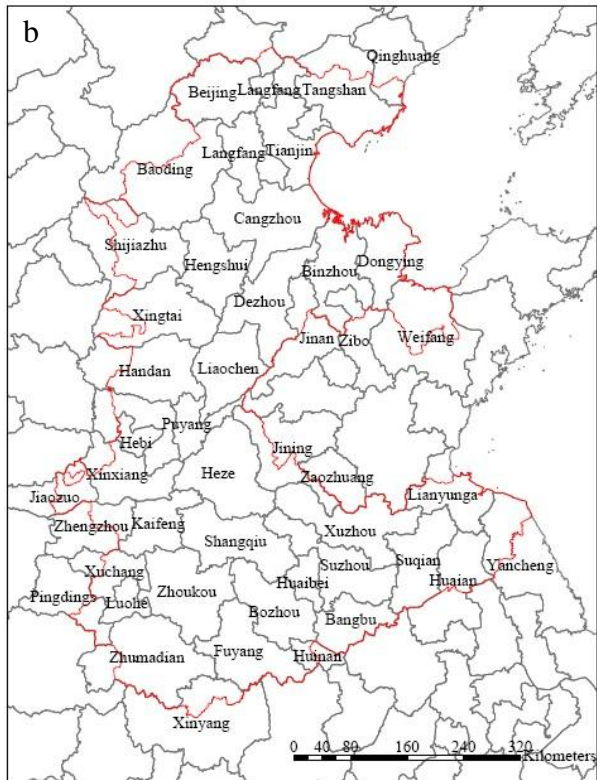 b
Qinghuang
Beijing Langfang Tangshan
Langfang Tianjin
Baoding
Cangzhou
Shijiazhu
Hengshui Binzhou Dongying
Dezhou
Xingtai
Jinan Zibo Weifang
Handan Liaochen
Puyang
Hebi Jining
Xinxiang Heze Zaozhuang
Jiaozuo Lianyunga
Zhengzhou Kaifeng Xuzhou
Shangqiu
Suqian Yancheng
Xuchang Suzhou
Zhoukou Huaibei Huaian
Pingdings Luohe
Bozhou Bangbu
Zhumadian Fuyang Huinan
Xinyang
0 40 80 160 240 320
Kilometers